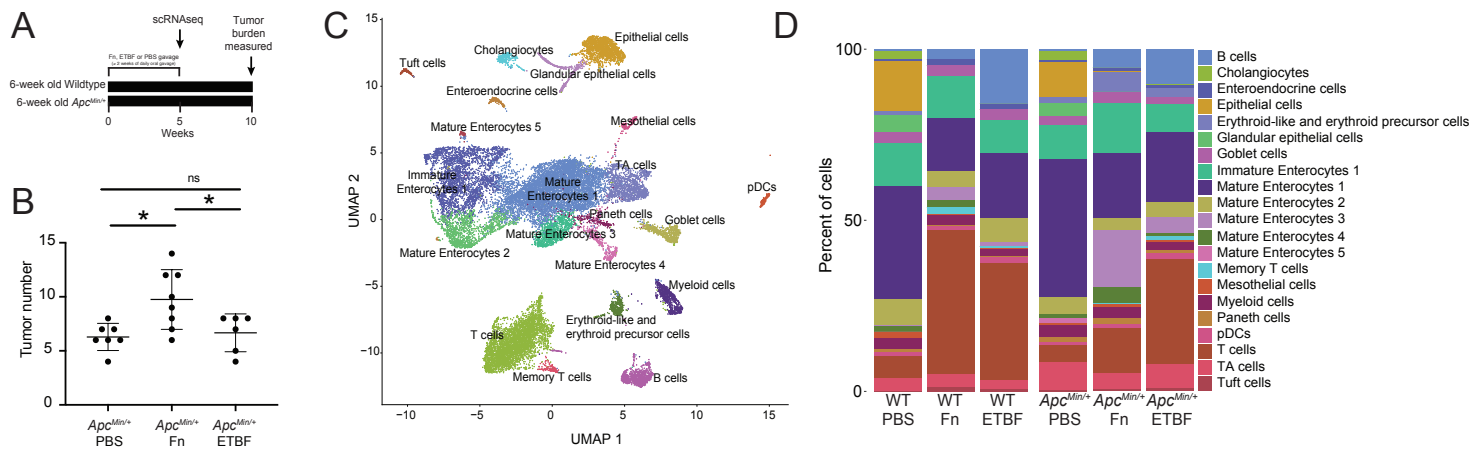 A
scRNAseq
Tumor
burden
measured
Fn, ETBF or PBS gavage
6-week old Wildtype
6-week old ApcMin/+
0
5
10
Weeks
B
ns
*
*
Tumor number
15
10
5
0
ApcMin/+
PBS
ApcMin/+
Fn
ApcMin/+
ETBF
C
UMAP 2
15
10
5
0
−5
−10
−10
−5
0
5
10
15
UMAP 1
Epithelial cells
Cholangiocytes
Tuft cells
Glandular epithelial cells
Enteroendocrine cells
Mature Enterocytes 5
Mesothelial cells
Immature
Enterocytes 1
Mature
Enterocytes 1
TA cells
pDCs
Paneth cells
Goblet cells
Mature Enterocytes 3
Mature Enterocytes 2
Mature Enterocytes 4
Myeloid cells
Erythroid-like and
erythroid precursor cells
T cells
Memory T cells
B cells
D
Percent of cells
100
50
0
WT
PBS
WT
Fn
WT
ETBF
ApcMin/+
PBS
ApcMin/+
Fn
ApcMin/+
ETBF
B cells
Cholangiocytes
Enteroendocrine cells
Epithelial cells
Erythroid-like and erythroid precursor cells
Glandular epithelial cells
Goblet cells
Immature Enterocytes 1
Mature Enterocytes 1
Mature Enterocytes 2
Mature Enterocytes 3
Mature Enterocytes 4
Mature Enterocytes 5
Memory T cells
Mesothelial cells
Myeloid cells
Paneth cells
pDCs
T cells
TA cells
Tuft cells